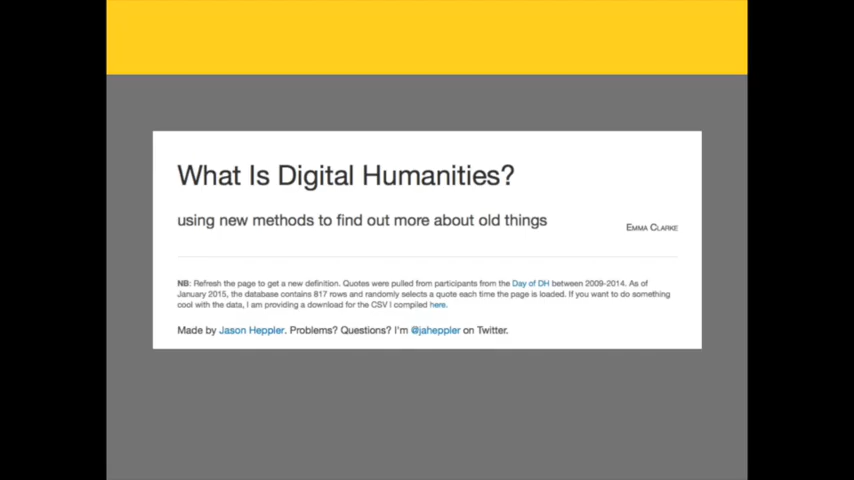 What Is Digital Humanities?
using new methods to find out more about old things
EMMA CLARKE
NB: Refresh the page to get a new definition. Quotes were pulled from participants from the Day of DH between 2009-2014. As of
January 2015, the database contains 817 rows and randomly selects a quote each time the page is loaded. If you want to do something
cool with the data, I am providing a download for the CSV I compiled here.
Made by Jason Heppler. Problems? Questions? I'm @jaheppler on Twitter.